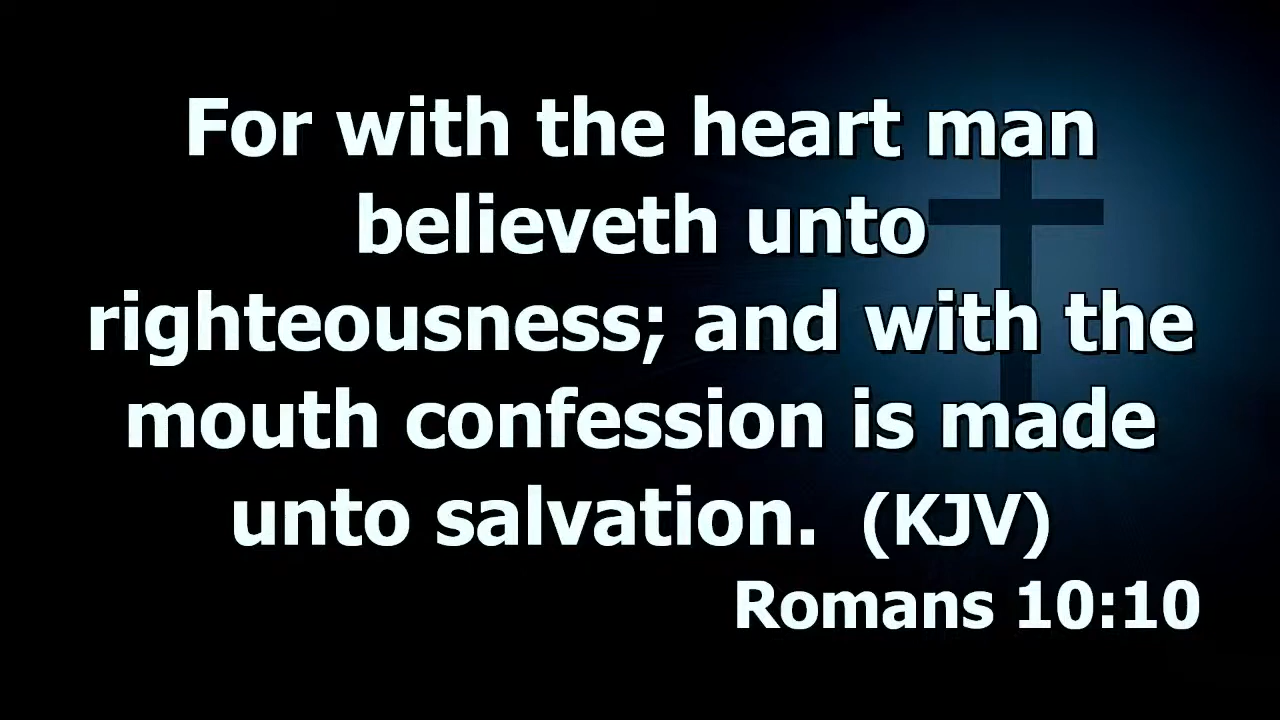 For with the heart man
believeth unto
righteousness; and with the
mouth confession is made
unto salvation. (KJV)
Romans 10:10